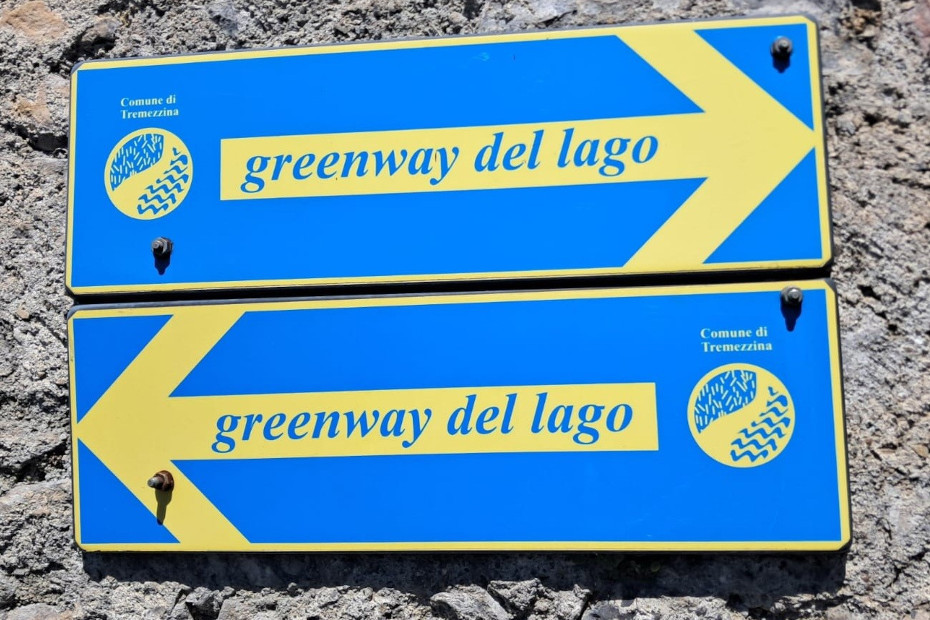 Comune di
Tremezzina
greenway del lago
Comune di
Tremezzina
greenway del lago